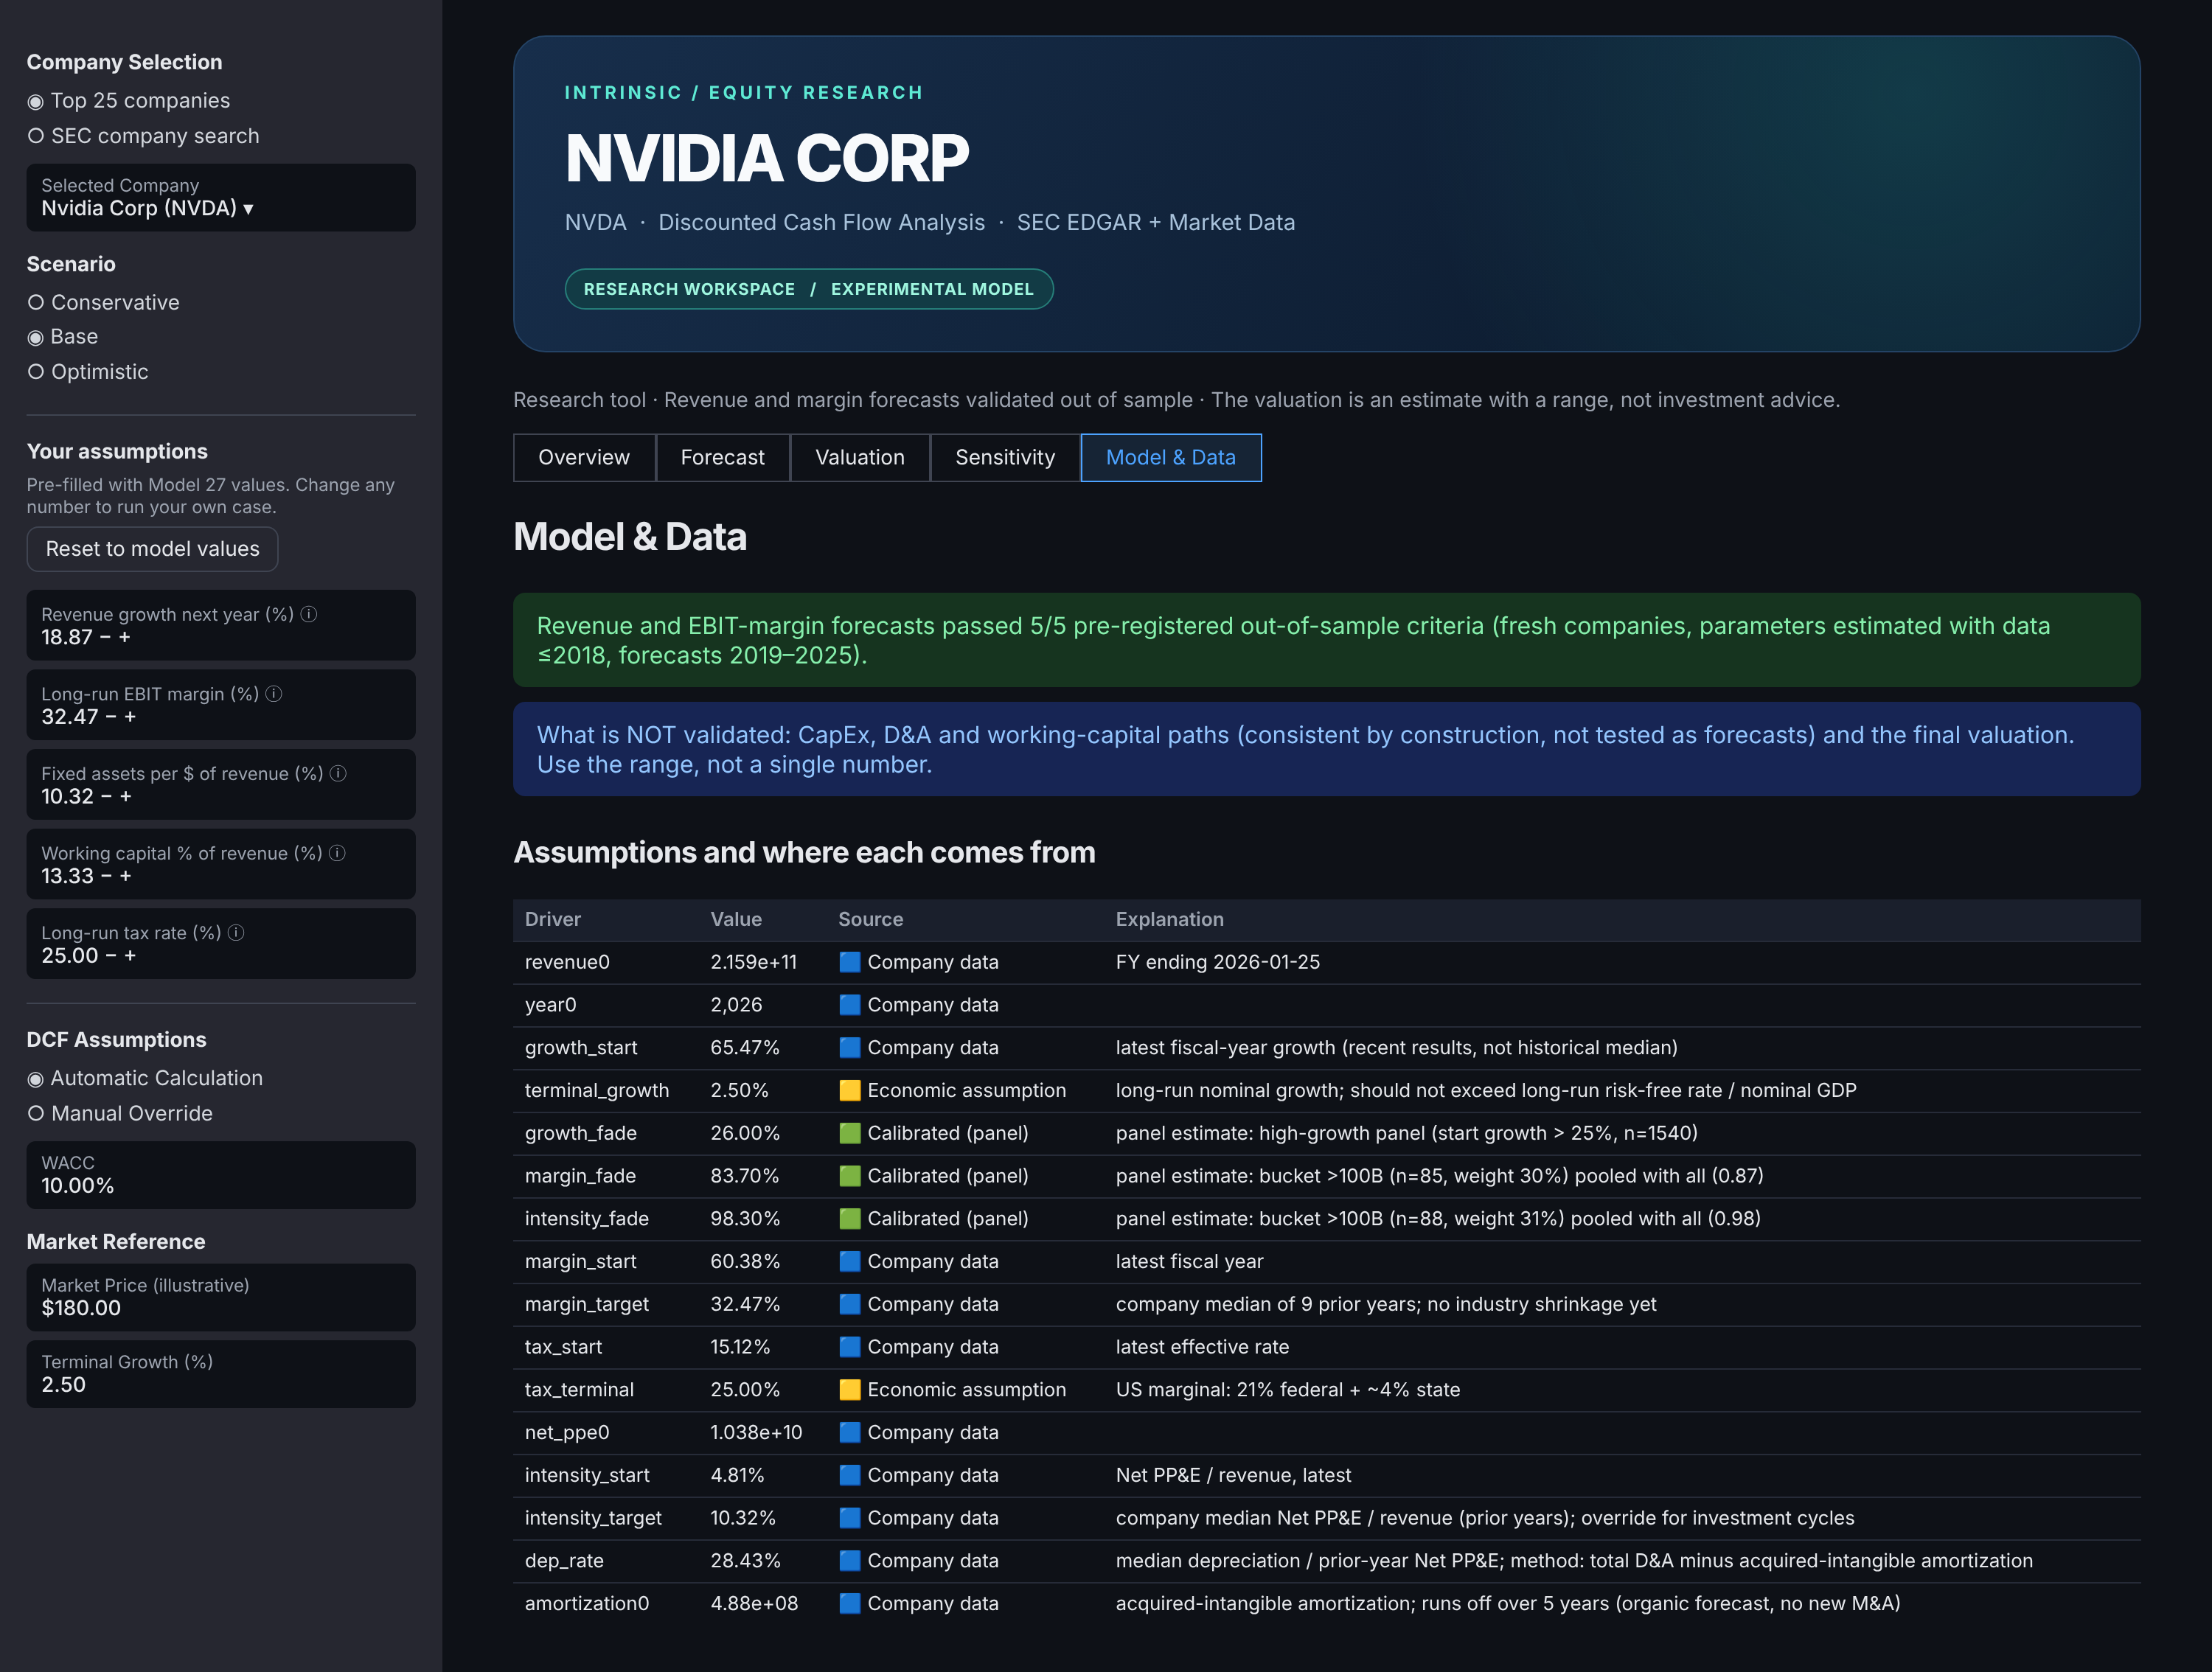 Company Selection
◉ Top 25 companies
○ SEC company search
Selected Company
Nvidia Corp (NVDA) ▾
Scenario
○ Conservative
◉ Base
○ Optimistic
Your assumptions
Pre-filled with Model 27 values. Change any
number to run your own case.
Reset to model values
Revenue growth next year (%) ⓘ
18.87 − +
Long-run EBIT margin (%) ⓘ
32.47 − +
Fixed assets per $ of revenue (%) ⓘ
10.32 − +
Working capital % of revenue (%) ⓘ
13.33 − +
Long-run tax rate (%) ⓘ
25.00 − +
DCF Assumptions
◉ Automatic Calculation
○ Manual Override
WACC
10.00%
Market Reference
Market Price (illustrative)
$180.00
Terminal Growth (%)
2.50
INTRINSIC / EQUITY RESEARCH
NVIDIA CORP
NVDA · Discounted Cash Flow Analysis · SEC EDGAR + Market Data
RESEARCH WORKSPACE / EXPERIMENTAL MODEL
Research tool · Revenue and margin forecasts validated out of sample · The valuation is an estimate with a range, not investment advice.
Overview Forecast Valuation Sensitivity Model & Data
Model & Data
Revenue and EBIT-margin forecasts passed 5/5 pre-registered out-of-sample criteria (fresh companies, parameters estimated with data
≤2018, forecasts 2019–2025).
What is NOT validated: CapEx, D&A and working-capital paths (consistent by construction, not tested as forecasts) and the final valuation.
Use the range, not a single number.
Assumptions and where each comes from
Driver Value Source Explanation
revenue0 2.159e+11 🟦 Company data FY ending 2026-01-25
year0 2,026 🟦 Company data
growth_start 65.47% 🟦 Company data latest fiscal-year growth (recent results, not historical median)
terminal_growth 2.50% 🟨 Economic assumption long-run nominal growth; should not exceed long-run risk-free rate / nominal GDP
growth_fade 26.00% 🟩 Calibrated (panel) panel estimate: high-growth panel (start growth > 25%, n=1540)
margin_fade 83.70% 🟩 Calibrated (panel) panel estimate: bucket >100B (n=85, weight 30%) pooled with all (0.87)
intensity_fade 98.30% 🟩 Calibrated (panel) panel estimate: bucket >100B (n=88, weight 31%) pooled with all (0.98)
margin_start 60.38% 🟦 Company data latest fiscal year
margin_target 32.47% 🟦 Company data company median of 9 prior years; no industry shrinkage yet
tax_start 15.12% 🟦 Company data latest effective rate
tax_terminal 25.00% 🟨 Economic assumption US marginal: 21% federal + ~4% state
net_ppe0 1.038e+10 🟦 Company data
intensity_start 4.81% 🟦 Company data Net PP&E / revenue, latest
intensity_target 10.32% 🟦 Company data company median Net PP&E / revenue (prior years); override for investment cycles
dep_rate 28.43% 🟦 Company data median depreciation / prior-year Net PP&E; method: total D&A minus acquired-intangible amortization
amortization0 4.88e+08 🟦 Company data acquired-intangible amortization; runs off over 5 years (organic forecast, no new M&A)